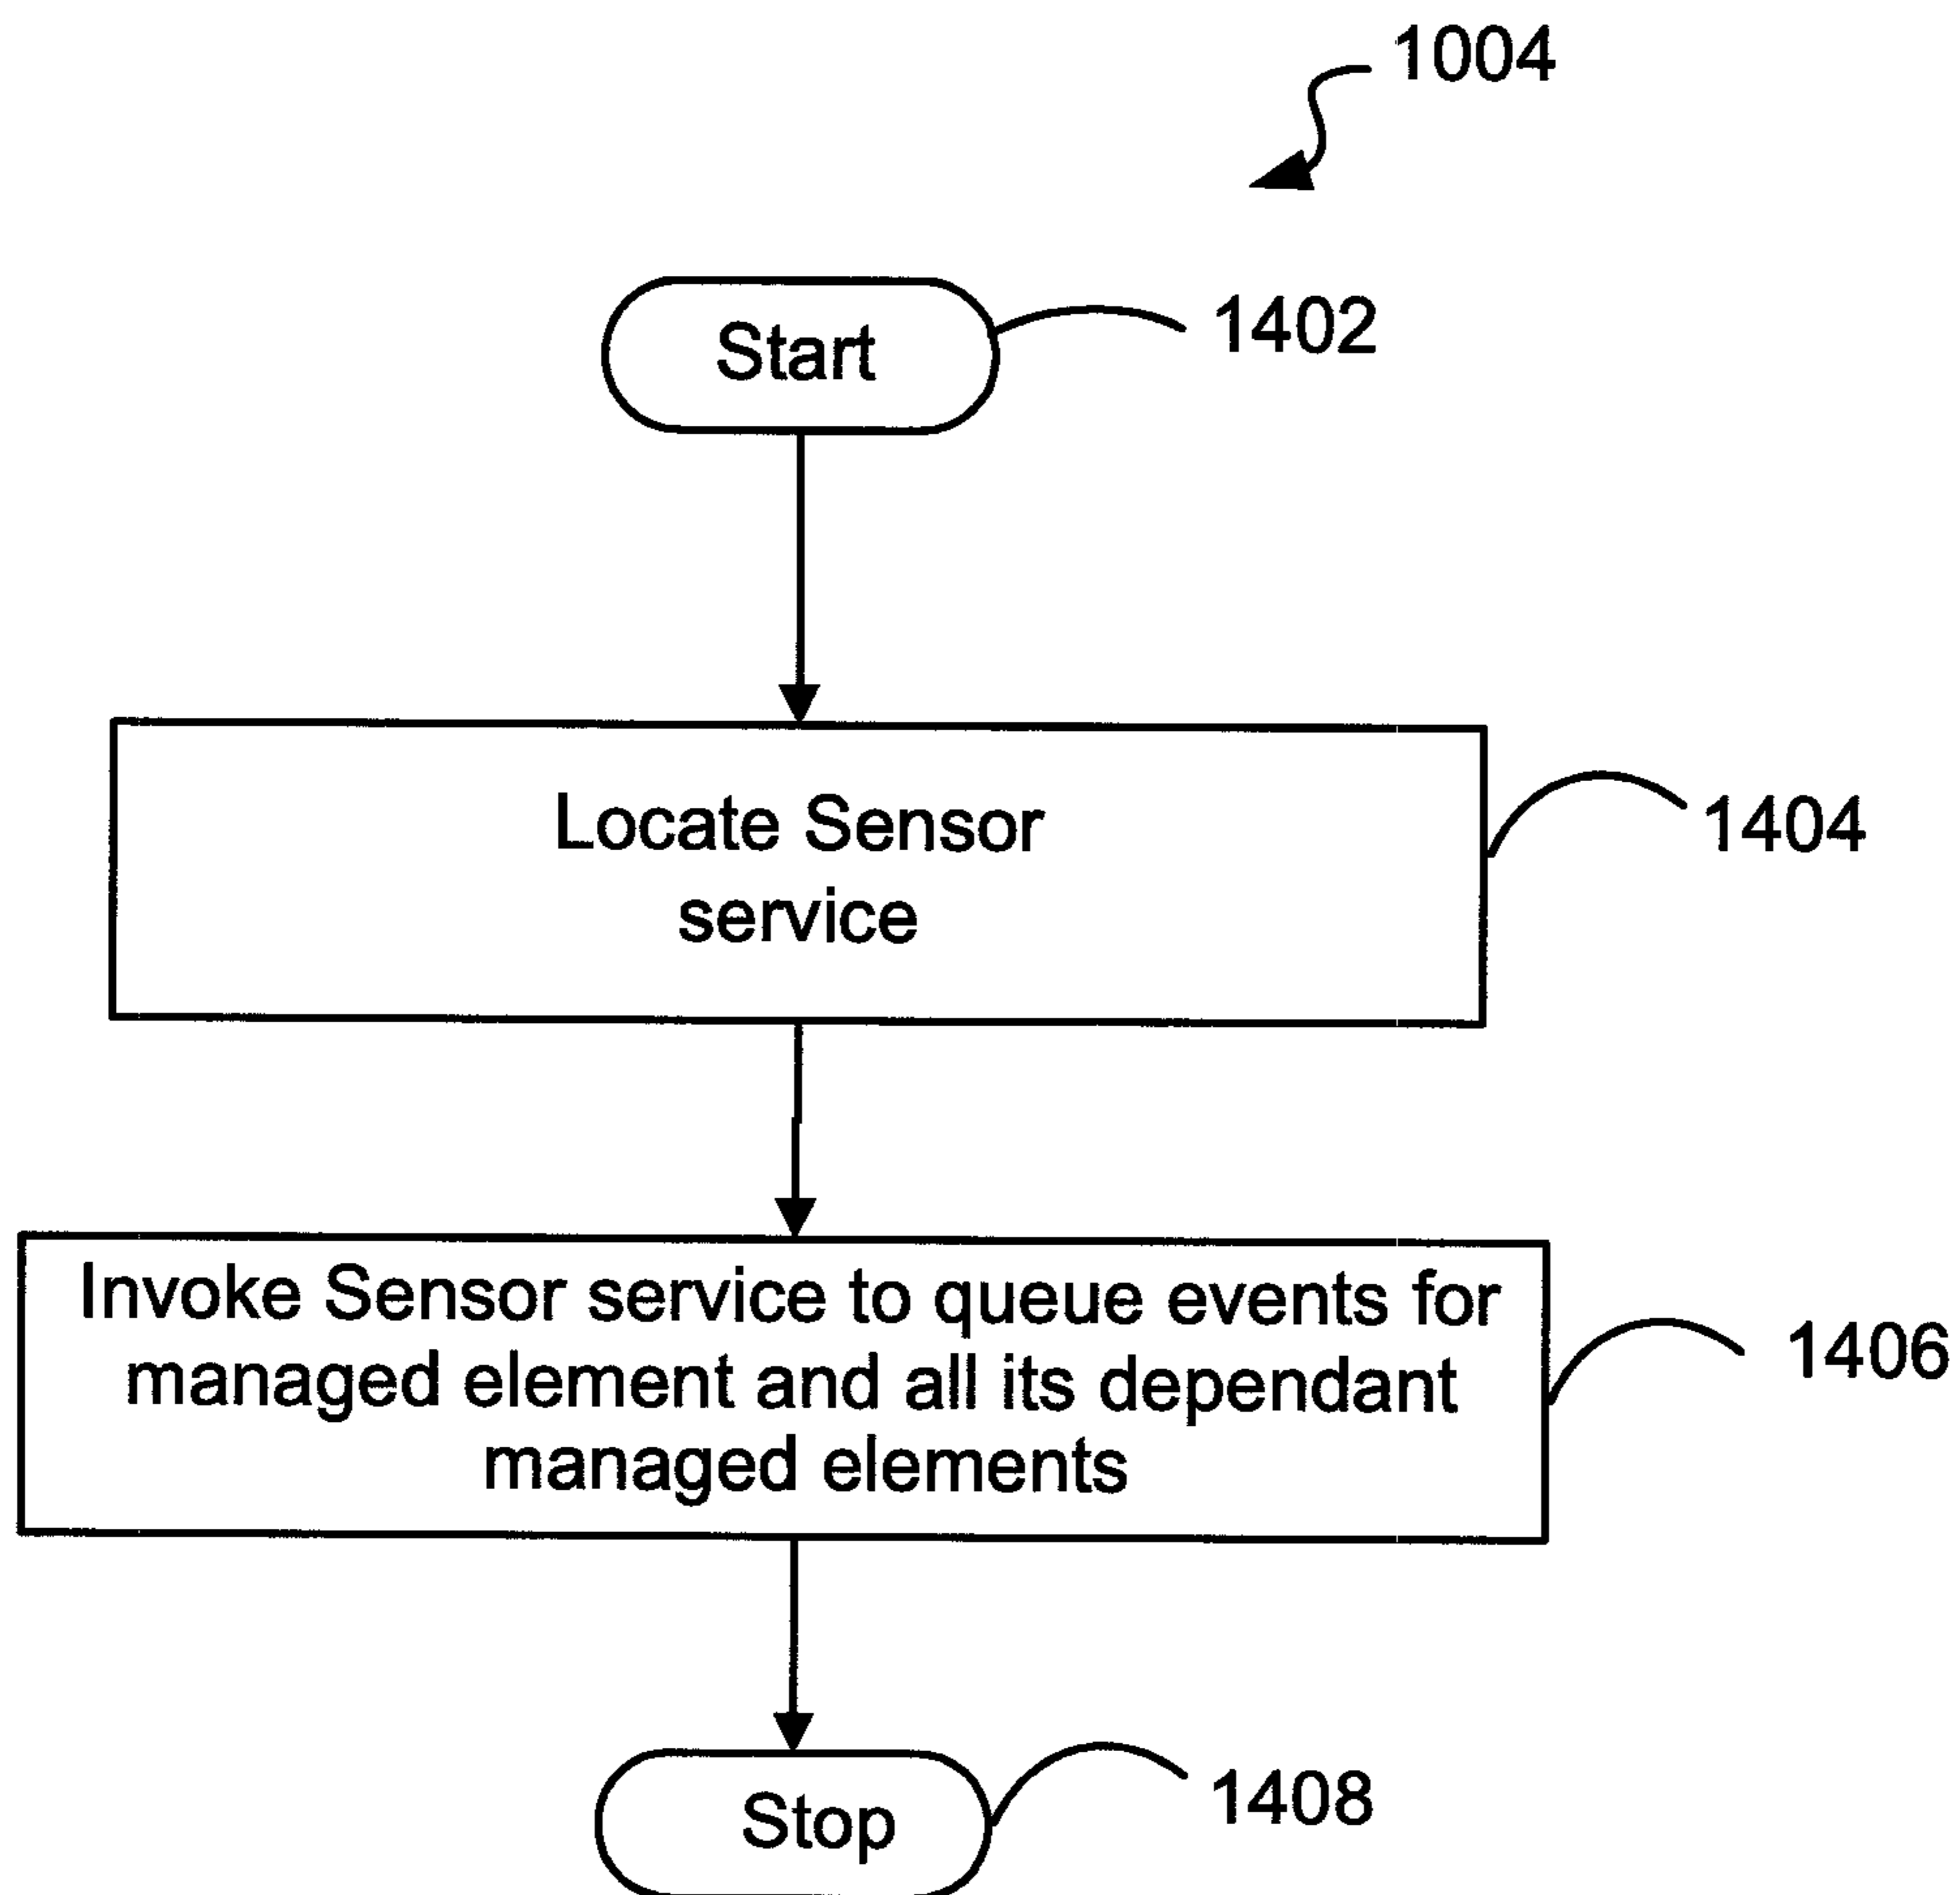 1004
Start
1402
Locate Sensor
service
1404
Invoke Sensor service to queue events for
managed element and all its dependant
managed elements
1406
Stop
1408